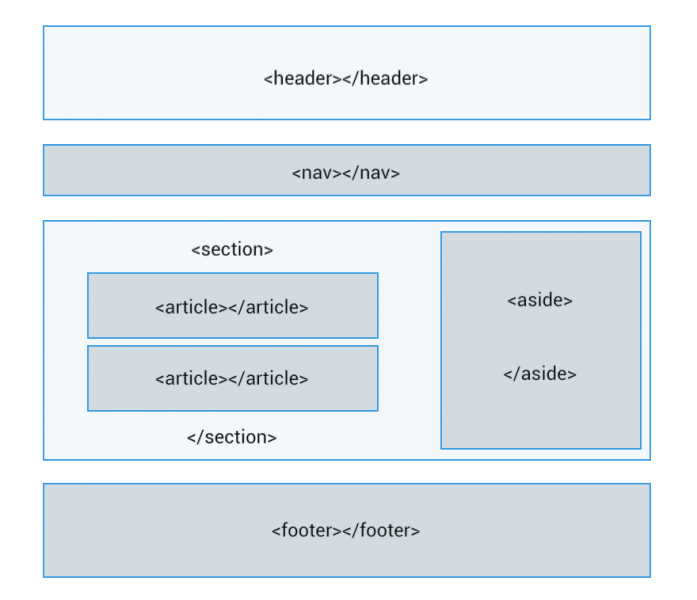 <header></header>
<nav></nav>
<section>
<article></article>
<article></article>
</section>
<aside>
</aside>
<footer></footer>